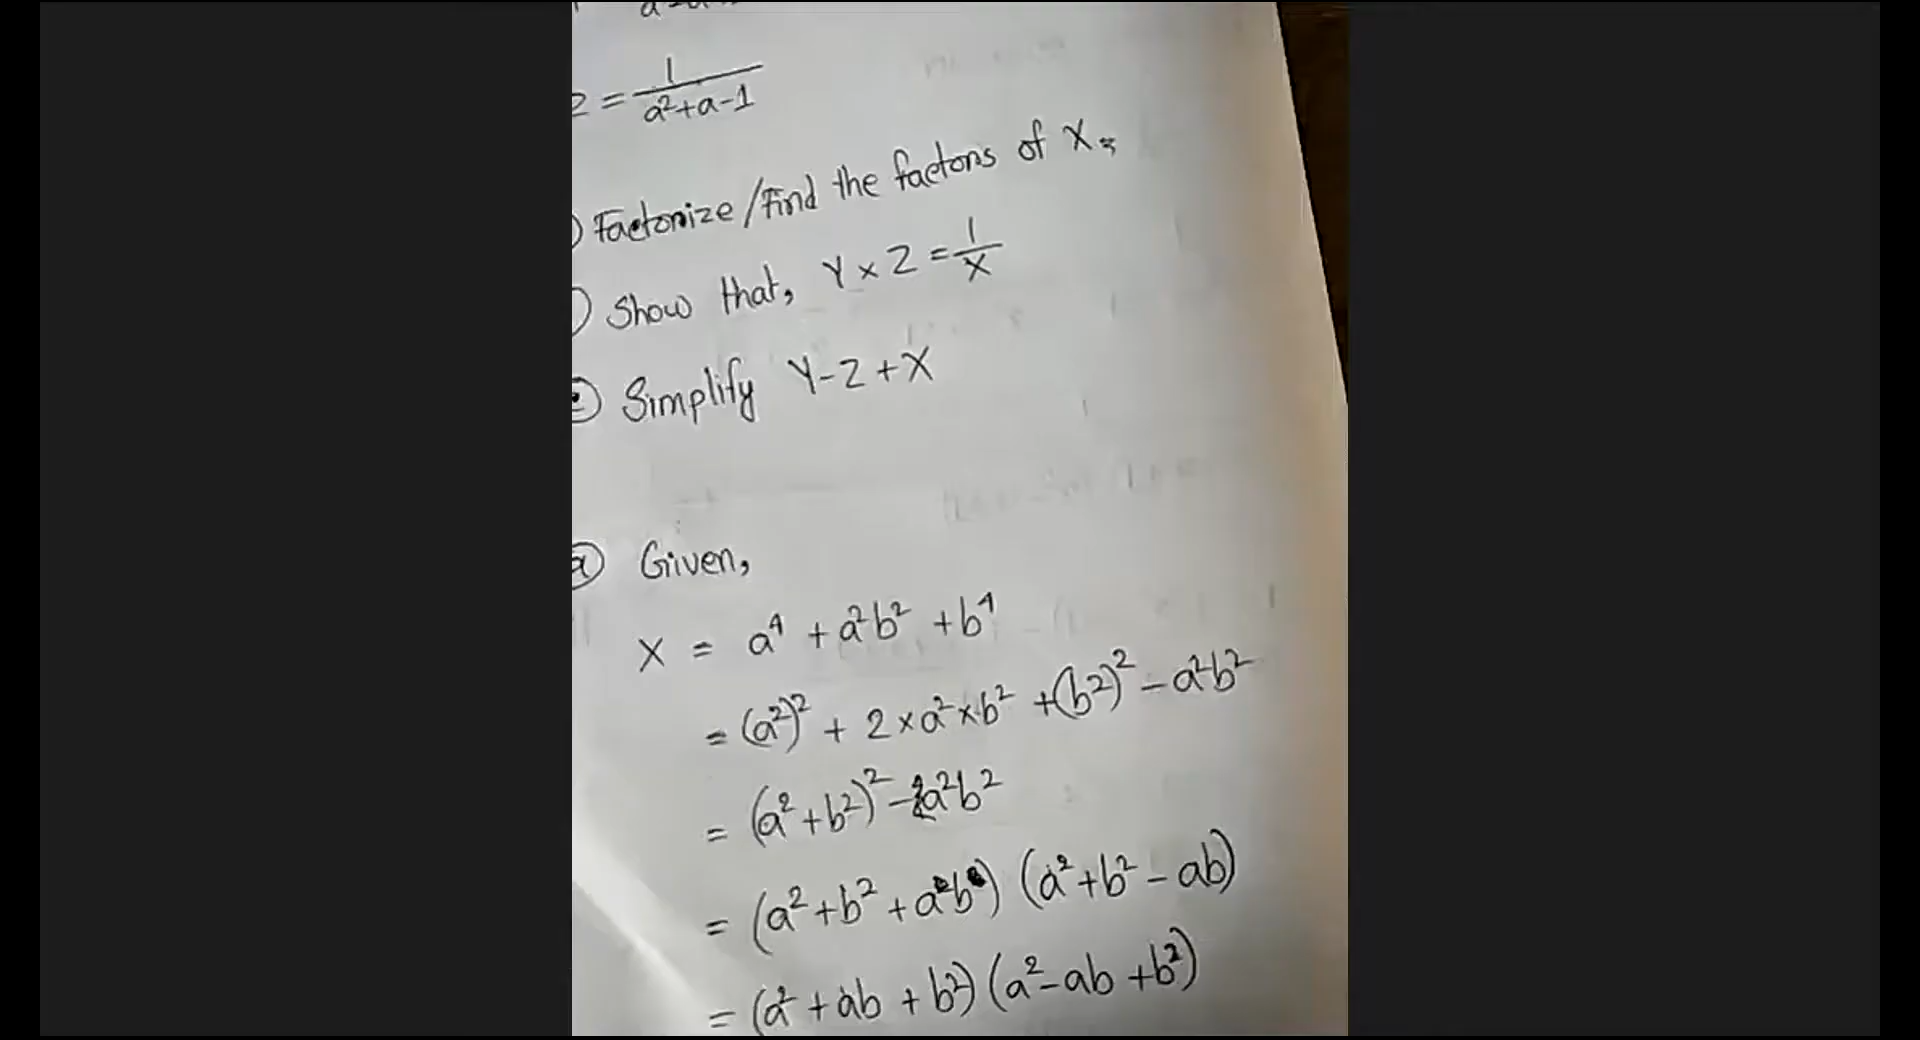 Z = 1/(a²+a-1)
Factonize/Find the factons of X,
Show that, Y × Z = 1/X
Simplify Y-Z+X
a Given,
X = a⁴ + a²b² + b⁴
= (a²)² + 2×a²×b² + (b²)² - a²b²
= (a²+b²)² - a²b²
= (a²+b²+ab) (a²+b²-ab)
= (a²+ab+b²) (a²-ab+b²)